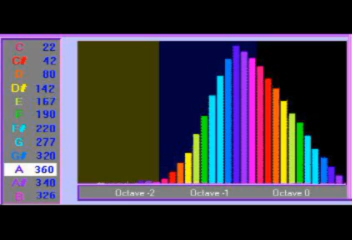 C 22
C# 42
D 80
D# 142
E 167
F 190
F# 220
G 277
G# 320
A 360
A# 340
B 326
Octave -2 Octave -1 Octave 0